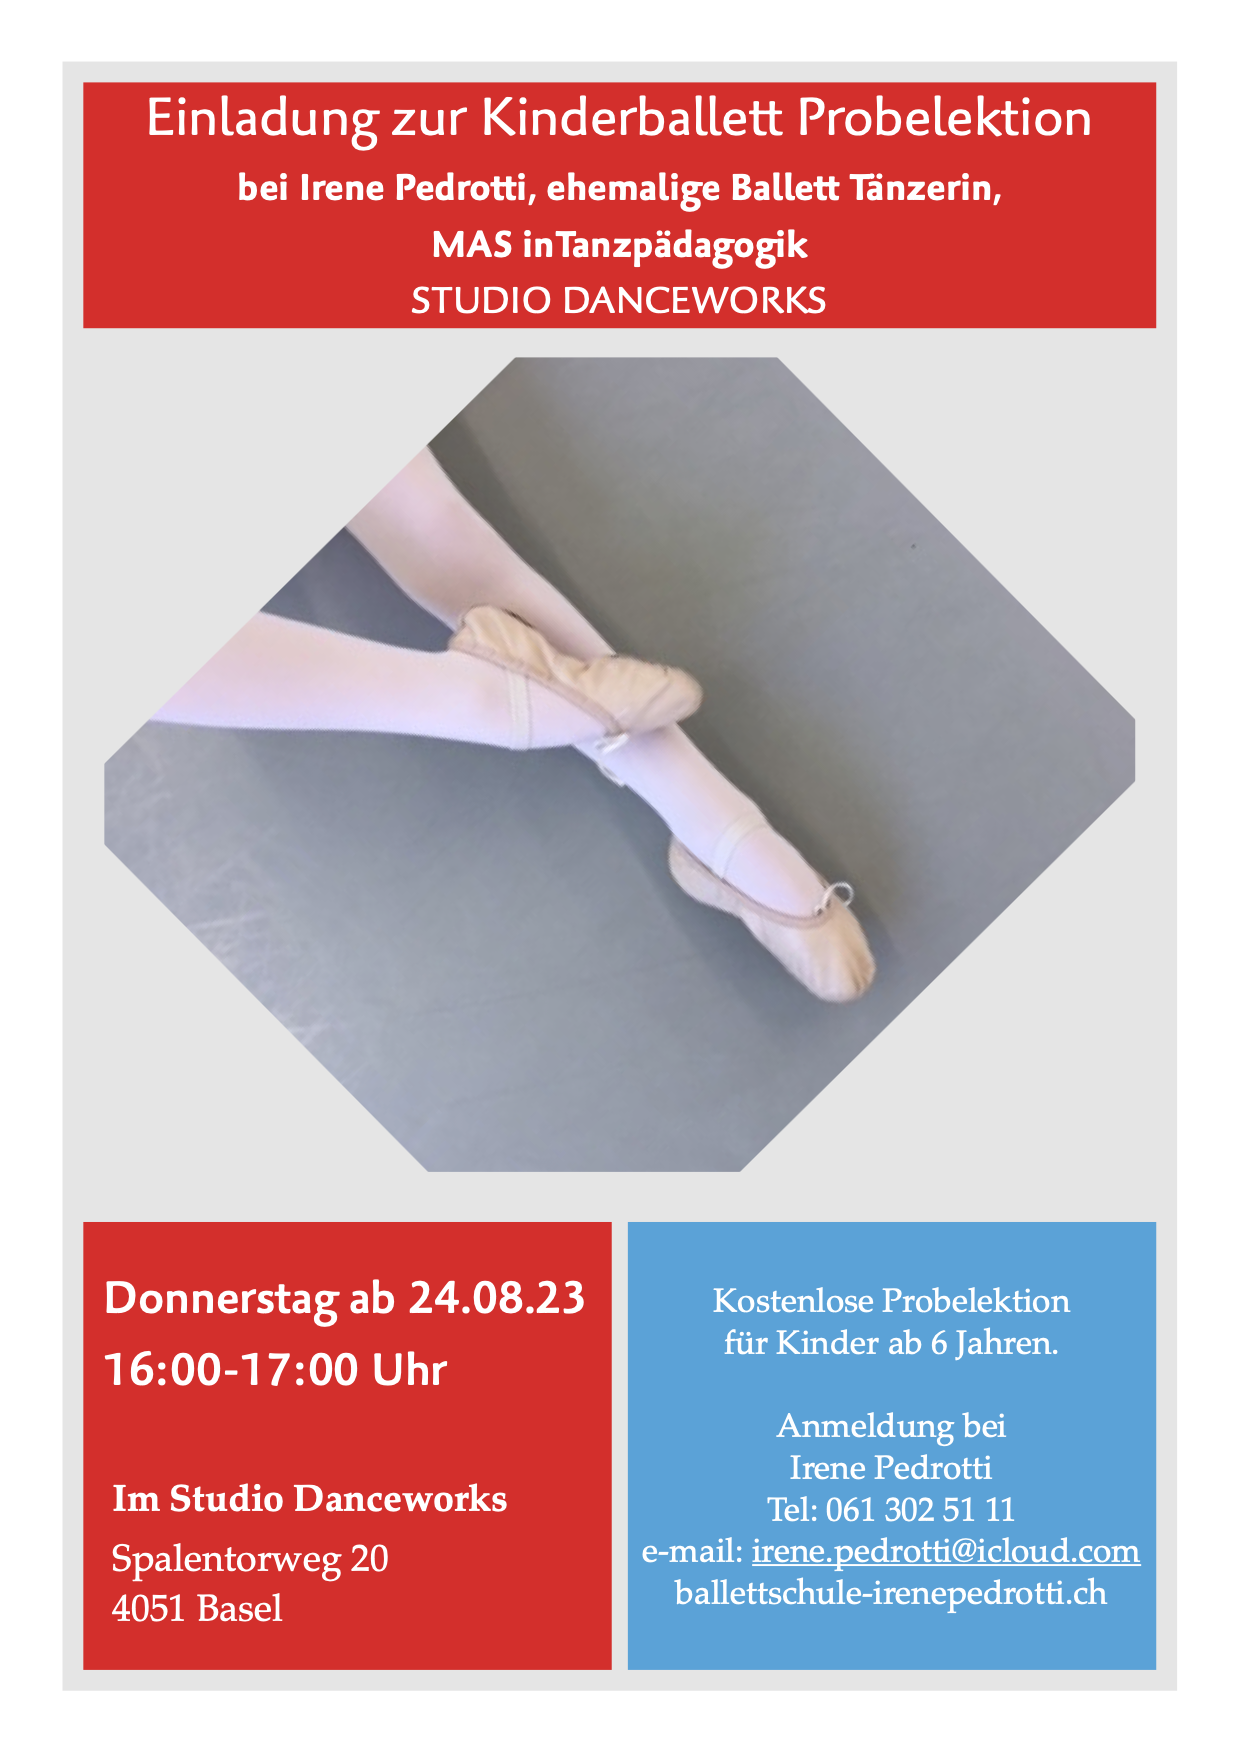 Einladung zur Kinderballett Probelektion
bei Irene Pedrotti, ehemalige Ballett Tänzerin,
MAS inTanzpädagogik
STUDIO DANCEWORKS
Donnerstag ab 24.08.23
16:00-17:00 Uhr
Im Studio Danceworks
Spalentorweg 20
4051 Basel
Kostenlose Probelektion
für Kinder ab 6 Jahren.
Anmeldung bei
Irene Pedrotti
Tel: 061 302 51 11
e-mail: irene.pedrotti@icloud.com
ballettschule-irenepedrotti.ch